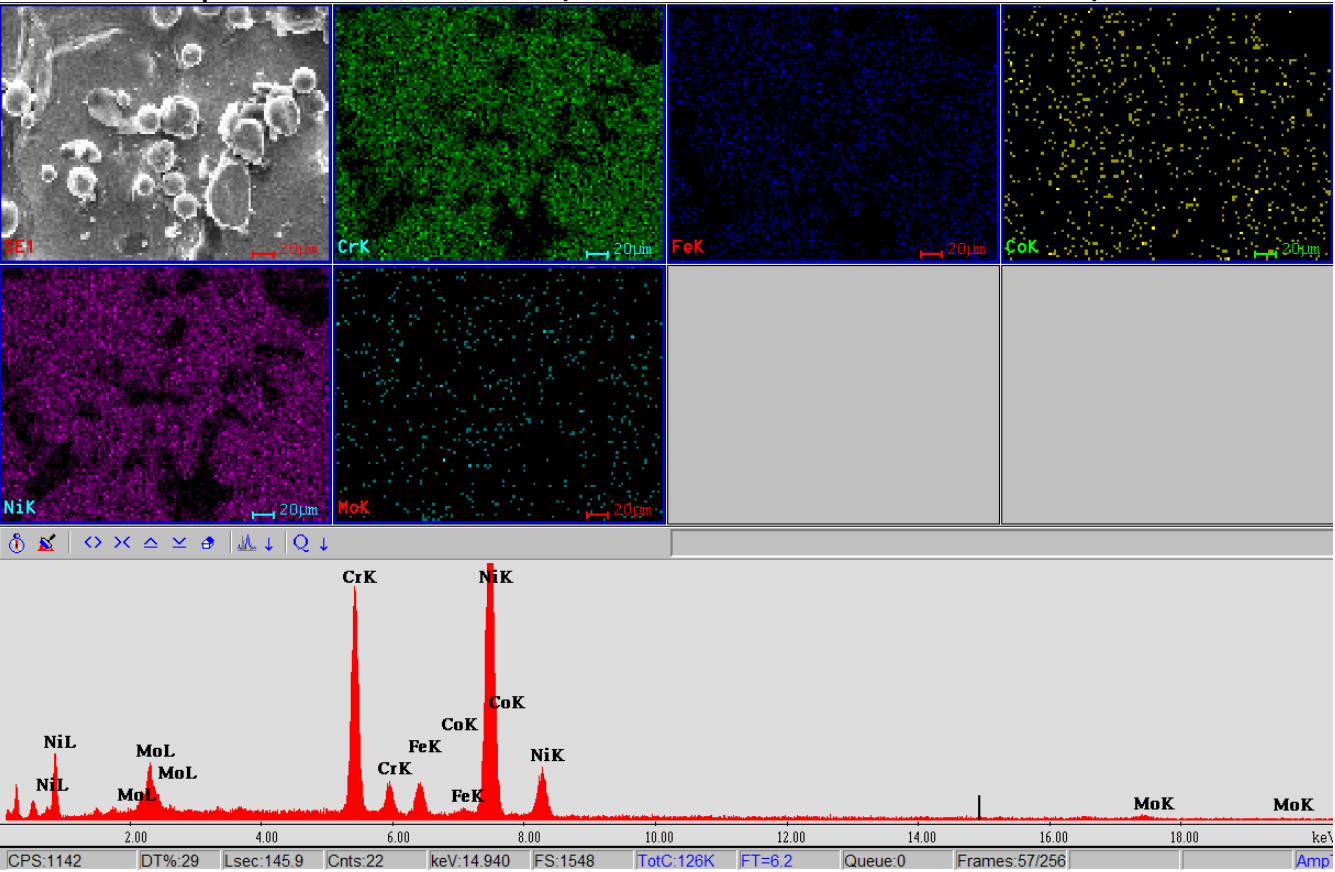 SE1 20µm
CrK 20µm
FeK 20µm
CoK 20µm
NiK 20µm
MoK 20µm
Q
CrK
NiK
CoK
CoK
NiL
MoL
FeK
NiK
MoL
CrK
NiL
MoL
FeK
MoK
MoK
2.00 4.00 6.00 8.00 10.00 12.00 14.00 16.00 18.00 keV
CPS:1142 DT%:29 Lsec:145.9 Cnts:22 keV:14.940 FS:1548 TotC:126K FT=6.2 Queue:0 Frames:57/256